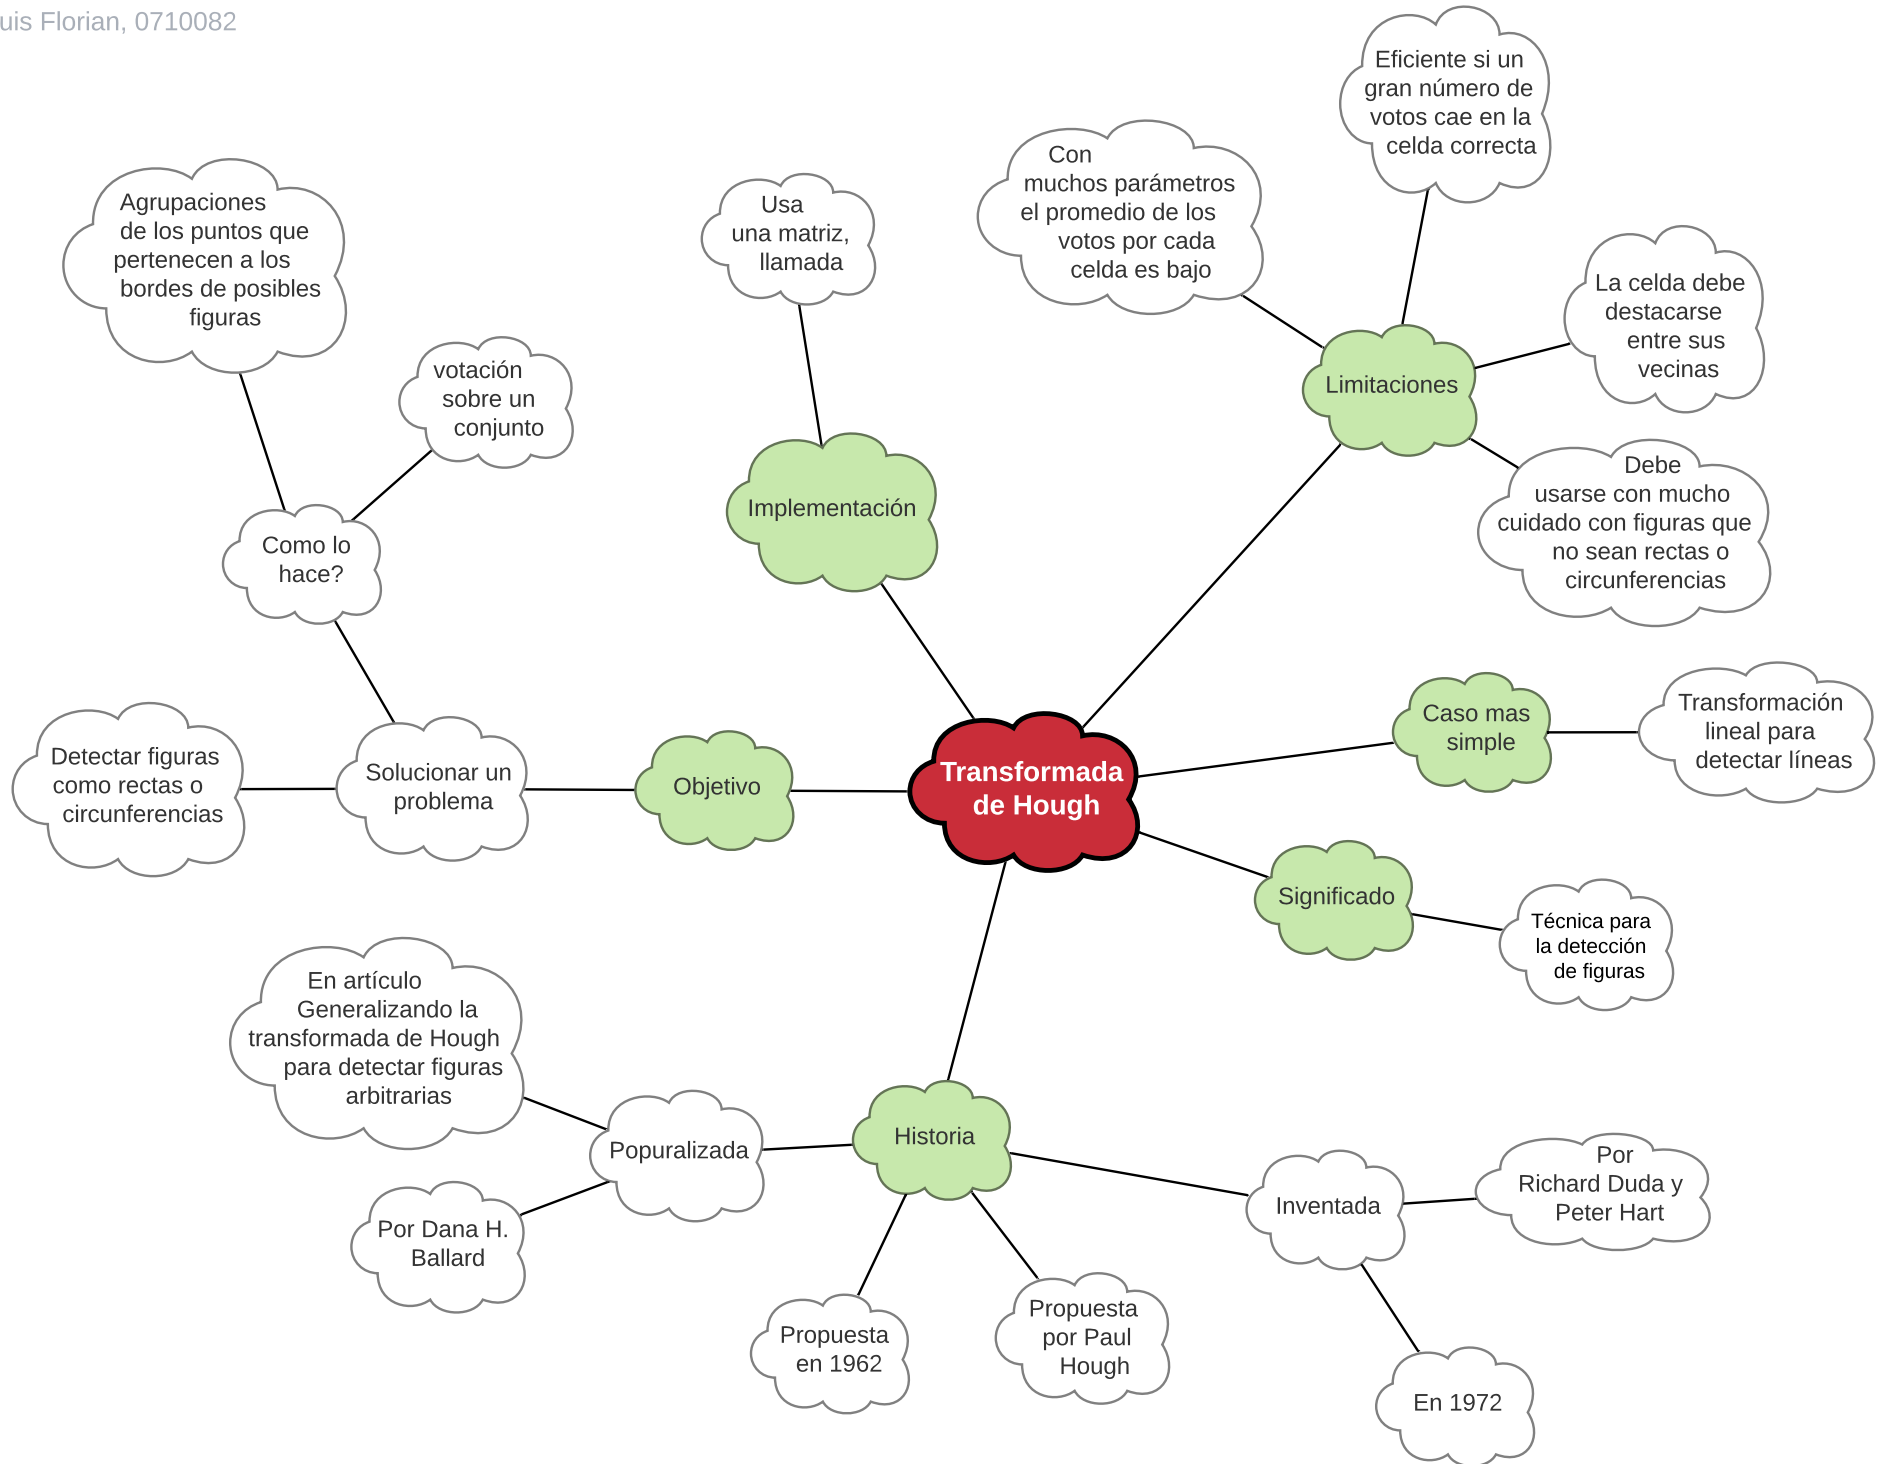 uis Florian, 0710082
Eficiente si un
gran número de
votos cae en la
celda correcta
Con
muchos parámetros
el promedio de los
votos por cada
celda es bajo
Agrupaciones
de los puntos que
pertenecen a los
bordes de posibles
figuras
Usa
una matriz,
llamada
La celda debe
destacarse
entre sus
vecinas
votación
sobre un
conjunto
Limitaciones
Debe
usarse con mucho
cuidado con figuras que
no sean rectas o
circunferencias
Implementación
Como lo
hace?
Transformación
lineal para
detectar líneas
Caso mas
simple
Detectar figuras
como rectas o
circunferencias
Solucionar un
problema
Objetivo
Transformada
de Hough
Significado
Técnica para
la detección
de figuras
En artículo
Generalizando la
transformada de Hough
para detectar figuras
arbitrarias
Popuralizada
Historia
Por Dana H.
Ballard
Inventada
Por
Richard Duda y
Peter Hart
Propuesta
en 1962
Propuesta
por Paul
Hough
En 1972